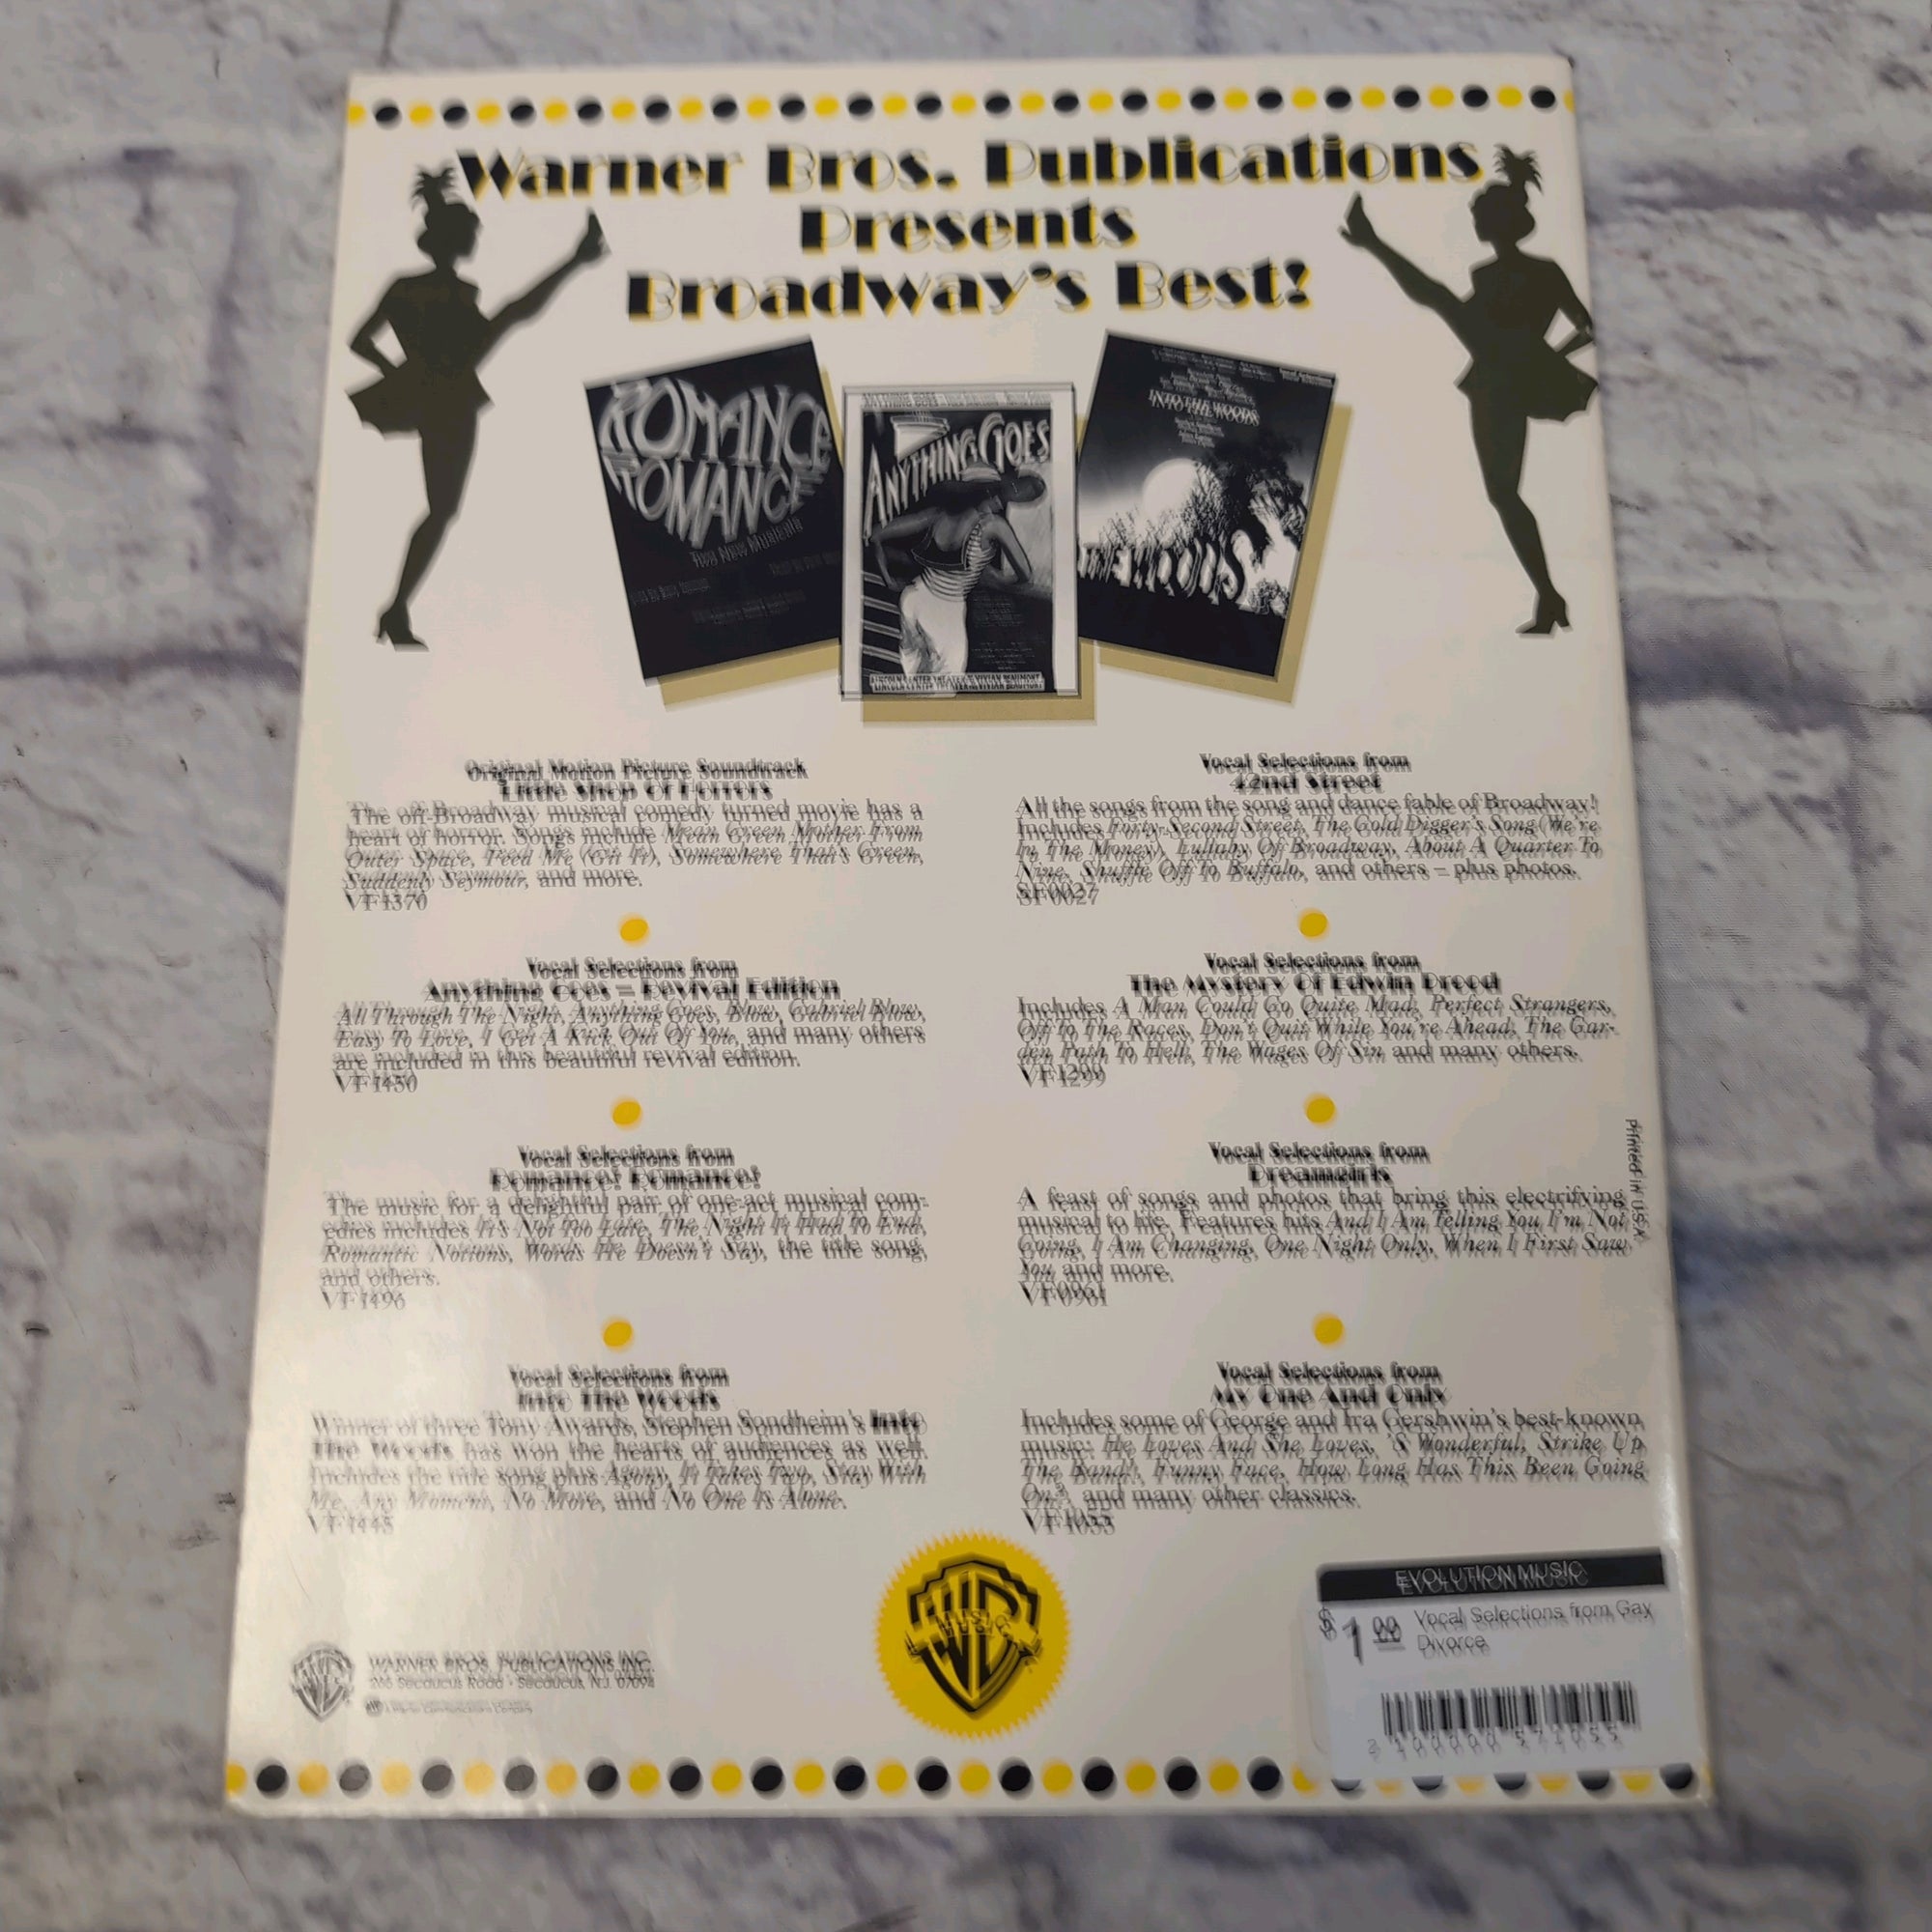 Warner Bros. Publications
Presents
Broadway's Best!
ROMANCE
ROMANCE
Two New Musicals
ANYTHING GOES
LINCOLN CENTER THEATER
VIVIAN BEAUMONT
INTO THE WOODS
INTO THE WOODS
Original Motion Picture Soundtrack
Little Shop Of Horrors
The off-Broadway musical comedy turned movie has a
heart of horror. Songs include Mean Green Mother From
Outer Space, Feed Me (Git It), Somewhere That's Green,
Suddenly Seymour, and more.
VF1370
Vocal Selections from
Anything Goes – Revival Edition
All Through The Night, Anything Goes, Blow, Gabriel Blow,
Easy To Love, I Get A Kick Out Of You, and many others
are included in this beautiful revival edition.
VF1450
Vocal Selections from
Romance! Romance!
The music for a delightful pair of one-act musical com-
edies includes It's Not Too Late, The Night It Had To End,
Romantic Notions, Words He Doesn't Say, the title song,
and others.
VF1496
Vocal Selections from
Into The Woods
Winner of three Tony Awards, Stephen Sondheim's Into
The Woods has won the hearts of audiences as well.
Includes the title song plus Agony, It Takes Two, Stay With
Me, Any Moment, No More, and No One Is Alone.
VF1445
Vocal Selections from
42nd Street
All the songs from the song and dance fable of Broadway!
Includes Forty-Second Street, The Gold Digger's Song (We're
In The Money), Lullaby Of Broadway, About A Quarter To
Nine, Shuffle Off To Buffalo, and others – plus photos.
SF0027
Vocal Selections from
The Mystery Of Edwin Drood
Includes A Man Could Go Quite Mad, Perfect Strangers,
Off To The Races, Don't Quit While You're Ahead, The Gar-
den Path To Hell, The Wages Of Sin and many others.
VF1299
Vocal Selections from
Dreamgirls
A feast of songs and photos that bring this electrifying
musical to life. Features hits And I Am Telling You I'm Not
Going, I Am Changing, One Night Only, When I First Saw
You and more.
VF0961
Vocal Selections from
My One And Only
Includes some of George and Ira Gershwin's best-known
music: He Loves And She Loves, 'S Wonderful, Strike Up
The Band!, Funny Face, How Long Has This Been Going
On?, and many other classics.
VF1055
Printed in U.S.A.
WB
MUSIC
WARNER BROS. PUBLICATIONS INC.
265 Secaucus Road · Secaucus, N.J. 07094
A Warner Communications Company
EVOLUTION MUSIC
$1.00
Vocal Selections from Gay
Divorce
2 100000 571055